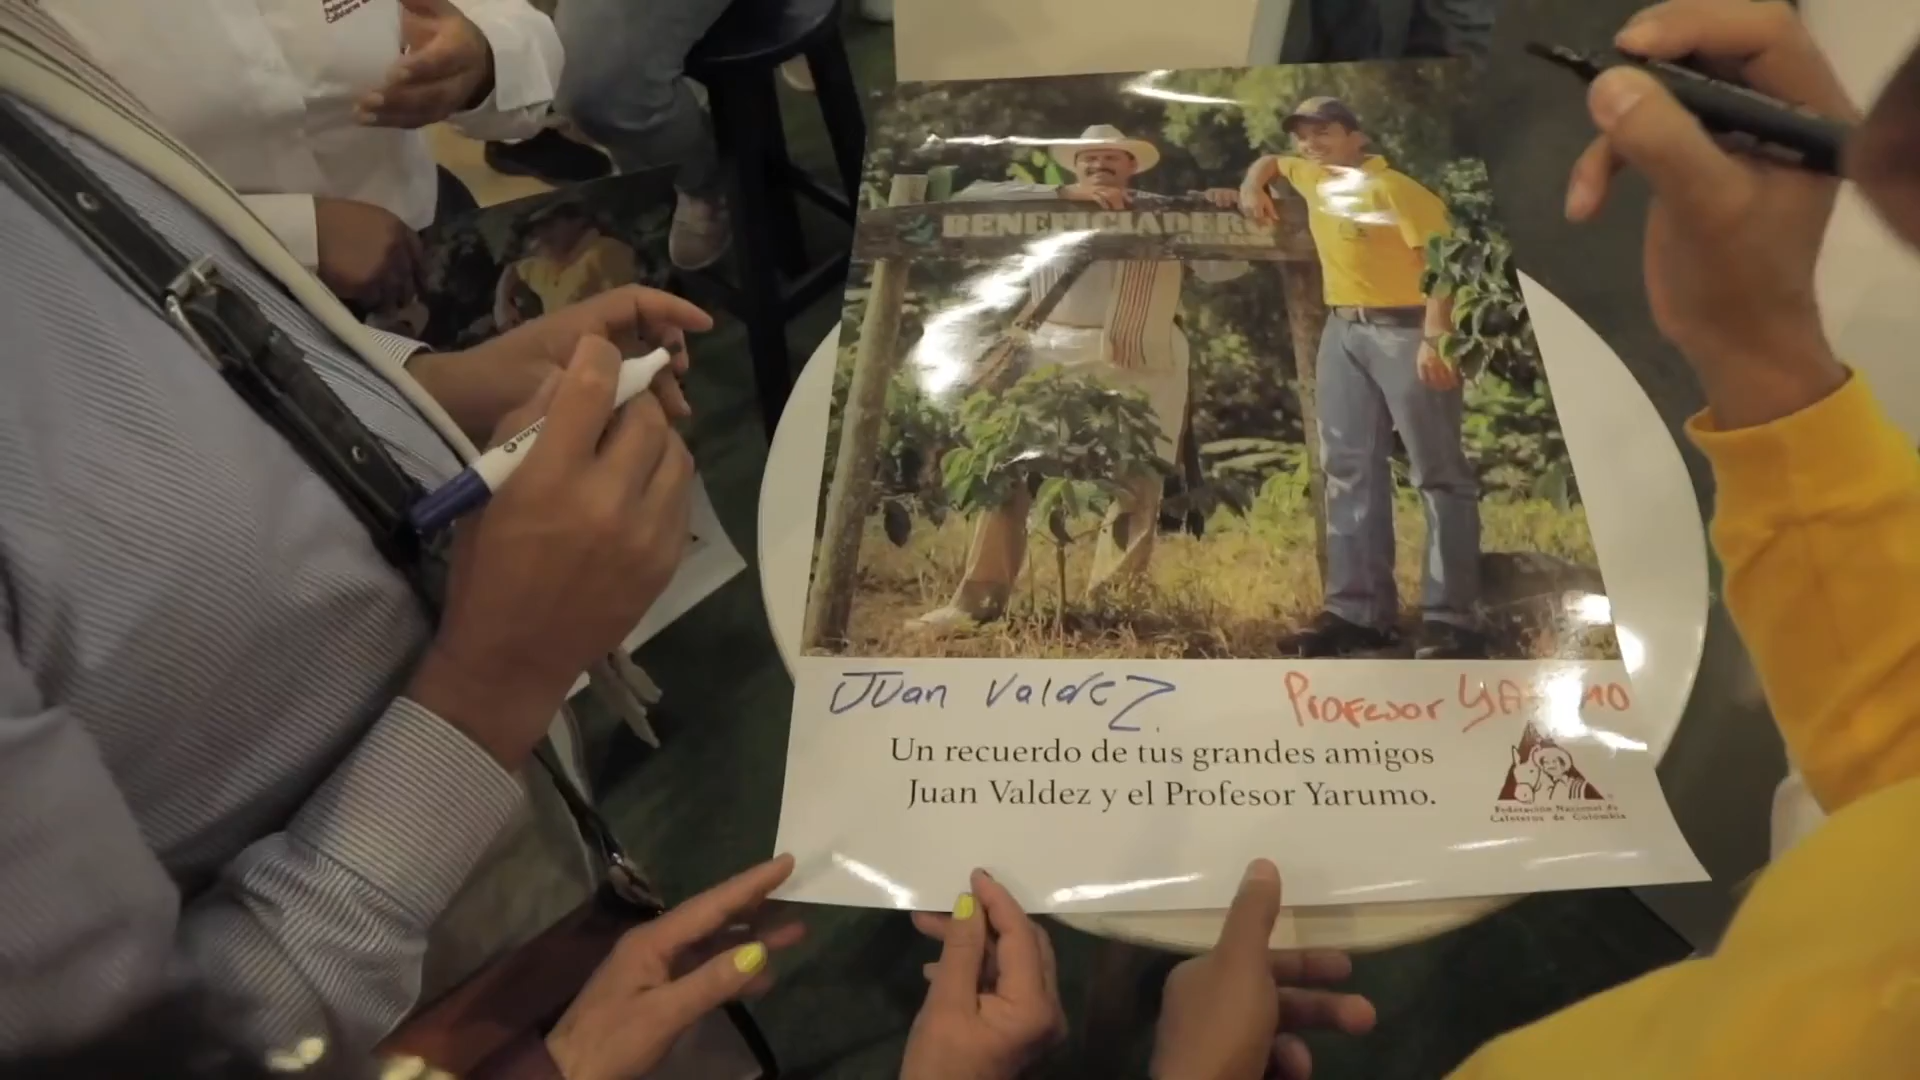 BENEFICIADERO
Juan Valdez
Profesor Yarumo
Un recuerdo de tus grandes amigos
Juan Valdez y el Profesor Yarumo.
Federación Nacional de
Cafeteros de Colombia